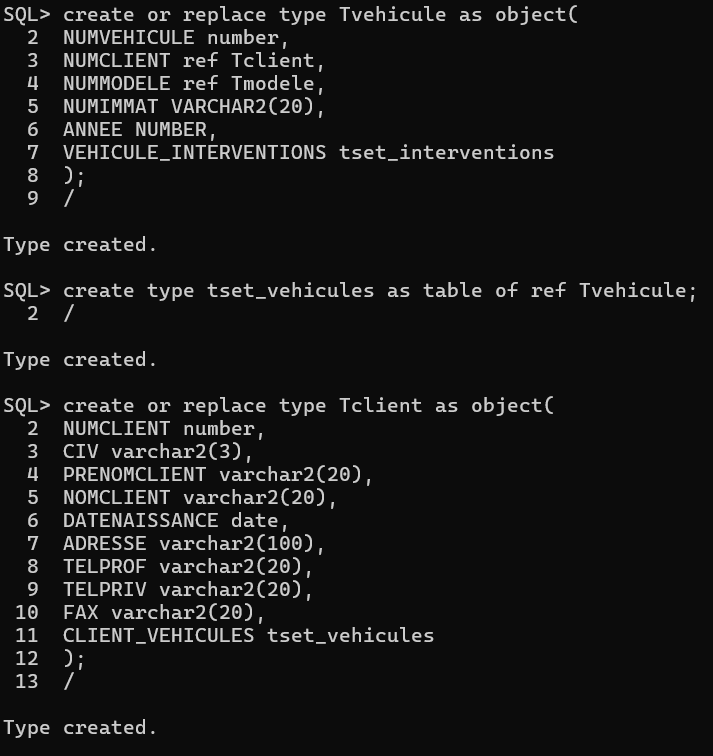 SQL> create or replace type Tvehicule as object(
  2  NUMVEHICULE number,
  3  NUMCLIENT ref Tclient,
  4  NUMMODELE ref Tmodele,
  5  NUMIMMAT VARCHAR2(20),
  6  ANNEE NUMBER,
  7  VEHICULE_INTERVENTIONS tset_interventions
  8  );
  9  /
Type created.
SQL> create type tset_vehicules as table of ref Tvehicule;
  2  /
Type created.
SQL> create or replace type Tclient as object(
  2  NUMCLIENT number,
  3  CIV varchar2(3),
  4  PRENOMCLIENT varchar2(20),
  5  NOMCLIENT varchar2(20),
  6  DATENAISSANCE date,
  7  ADRESSE varchar2(100),
  8  TELPROF varchar2(20),
  9  TELPRIV varchar2(20),
 10  FAX varchar2(20),
 11  CLIENT_VEHICULES tset_vehicules
 12  );
 13  /
Type created.